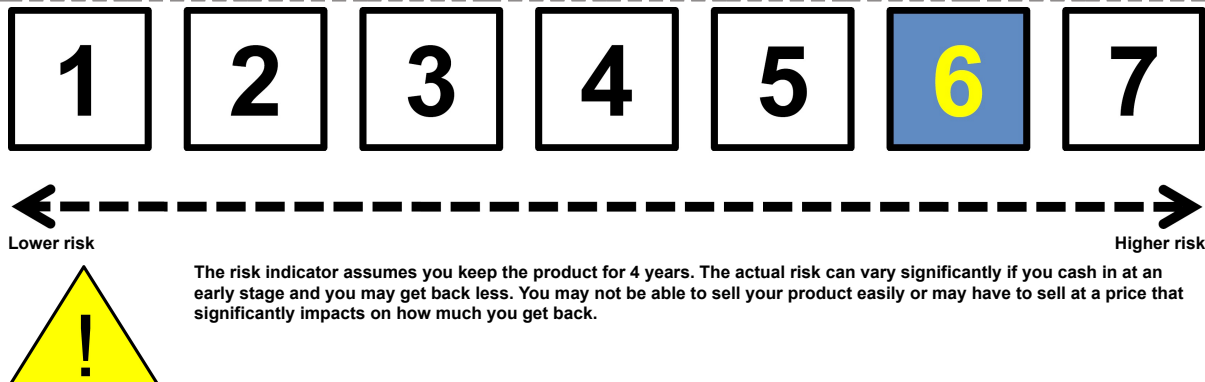 1 2 3 4 5 6 7
Lower risk Higher risk
The risk indicator assumes you keep the product for 4 years. The actual risk can vary significantly if you cash in at an
early stage and you may get back less. You may not be able to sell your product easily or may have to sell at a price that
significantly impacts on how much you get back.
!